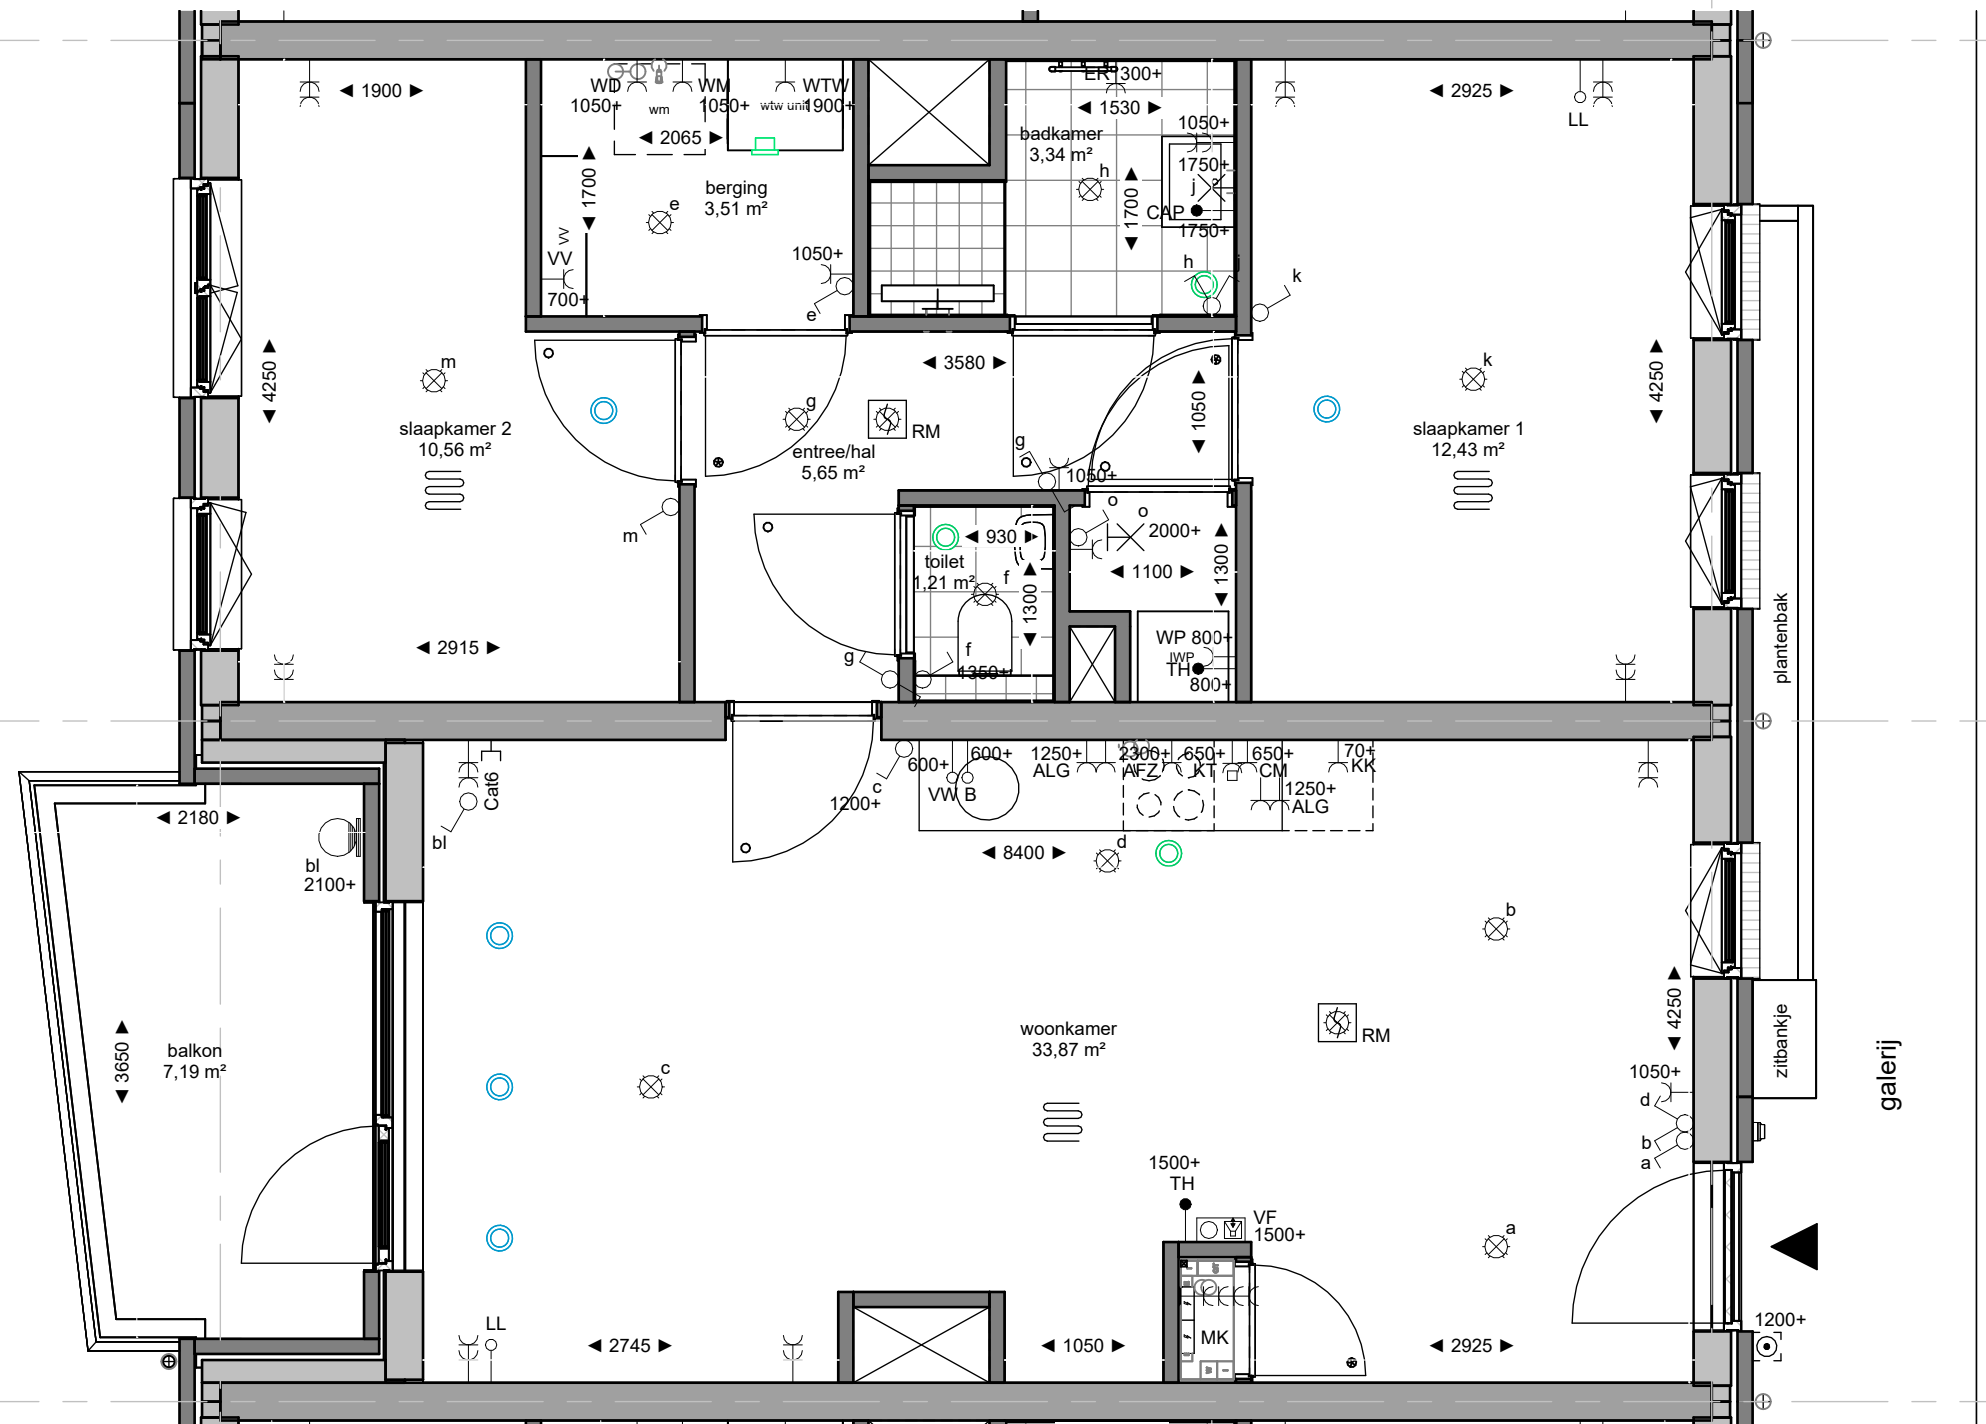 1900
WD
1050+
wm
WM
1050+
wtw unit
WTW
1900+
2065
1700
berging
3,51 m²
e
VV
VV
700+
1050+
e
ER 300+
1530
badkamer
3,34 m²
h
1700
1050+
1750+
j
CAP
1750+
h
j
k
2925
LL
4250
m
slaapkamer 2
10,56 m²
m
2915
3580
g
RM
entree/hal
5,65 m²
g
1050+
1050
k
slaapkamer 1
12,43 m²
4250
930
toilet
1,21 m²
f
1300
g
f
1350+
o
o
2000+
1100
1300
WP 800+
IWP
TH
800+
plantenbak
2180
bl
2100+
Cat6
bl
600+
600+
VW B
c
1200+
1250+
ALG
2300+
AFZ
650+
KT
650+
CM
70+
KK
1250+
ALG
8400
d
b
3650
balkon
7,19 m²
c
woonkamer
33,87 m²
RM
4250
zitbankje
galerij
1050+
d
b
a
1500+
TH
VF
1500+
a
LL
2745
1050
MK
2925
1200+